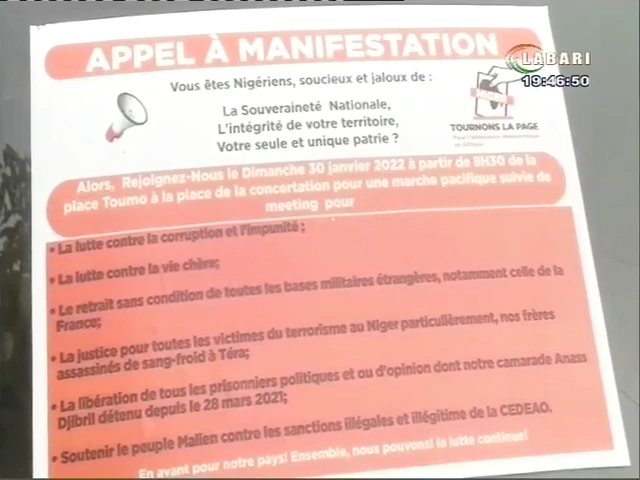 APPEL À MANIFESTATION
LABARI
19:46:50
Vous êtes Nigériens, soucieux et jaloux de :
La Souveraineté Nationale,
L'intégrité de votre territoire,
Votre seule et unique patrie ?
TOURNONS LA PAGE
Pour l'alternance démocratique
en Afrique
Alors, Rejoignez-Nous le Dimanche 30 janvier 2022 à partir de 8H30 de la
place Toumo à la place de la concertation pour une marche pacifique suivie de
meeting pour
• La lutte contre la corruption et l'impunité ;
• La lutte contre la vie chère;
• Le retrait sans condition de toutes les bases militaires étrangères, notamment celle de la
France;
• La justice pour toutes les victimes du terrorisme au Niger particulièrement, nos frères
assassinés de sang-froid à Téra;
• La libération de tous les prisonniers politiques et ou d'opinion dont notre camarade Anass
Djibril détenu depuis le 28 mars 2021;
• Soutenir le peuple Malien contre les sanctions illégales et illégitime de la CEDEAO.
En avant pour notre pays! Ensemble, nous pouvons! la lutte continue!